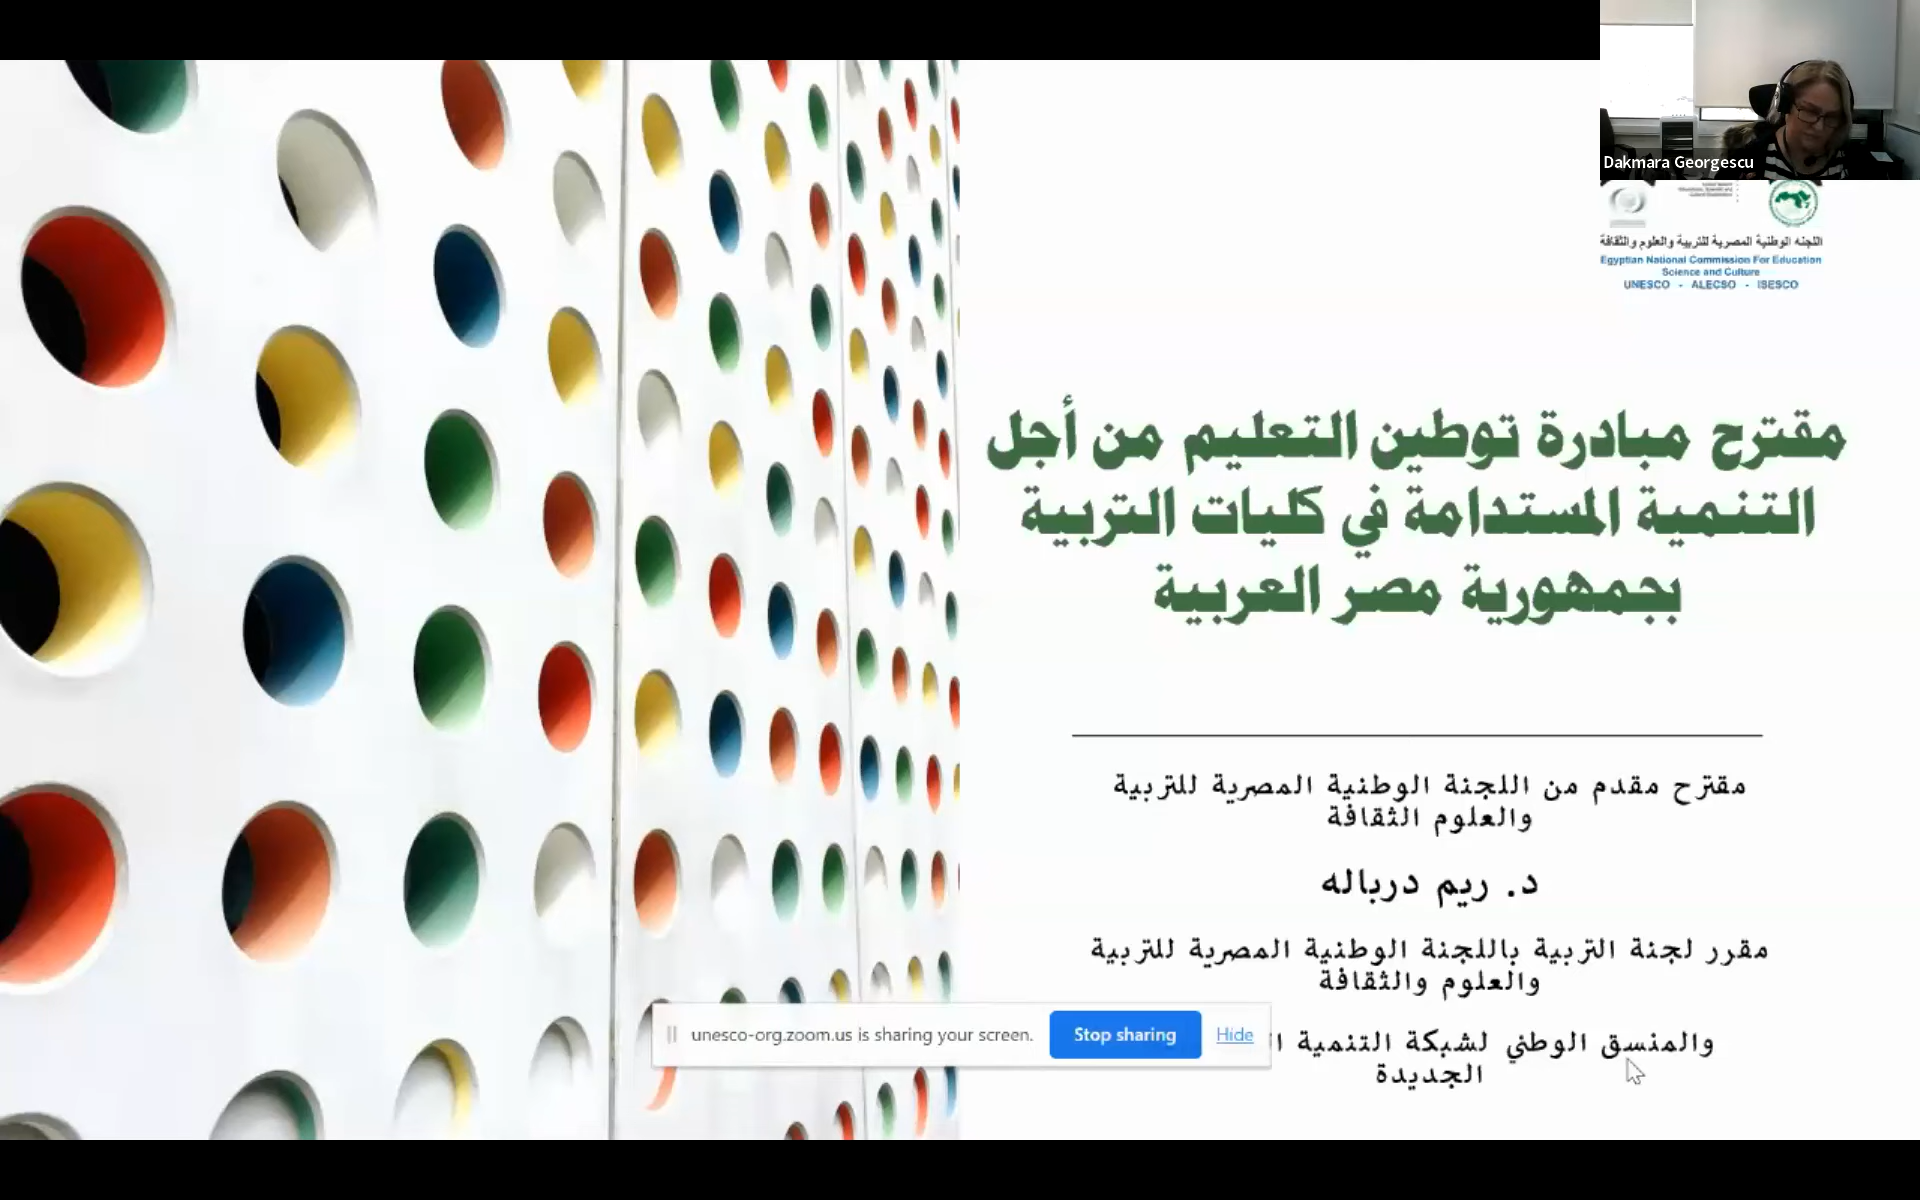 Dakmara Georgescu
اللجنه الوطنية المصرية للتربية والعلوم والثقافة
Egyptian National Commission For Education
Science and Culture
UNESCO - ALECSO - ISESCO
مقترح مبادرة توطين التعليم من أجل
التنمية المستدامة في كليات التربية
بجمهورية مصر العربية
مقترح مقدم من اللجنة الوطنية المصرية للتربية
والعلوم الثقافة
د. ريم درباله
مقرر لجنة التربية باللجنة الوطنية المصرية للتربية
والعلوم والثقافة
والمنسق الوطني لشبكة التنمية
الجديدة
unesco-org.zoom.us is sharing your screen.
Stop sharing
Hide